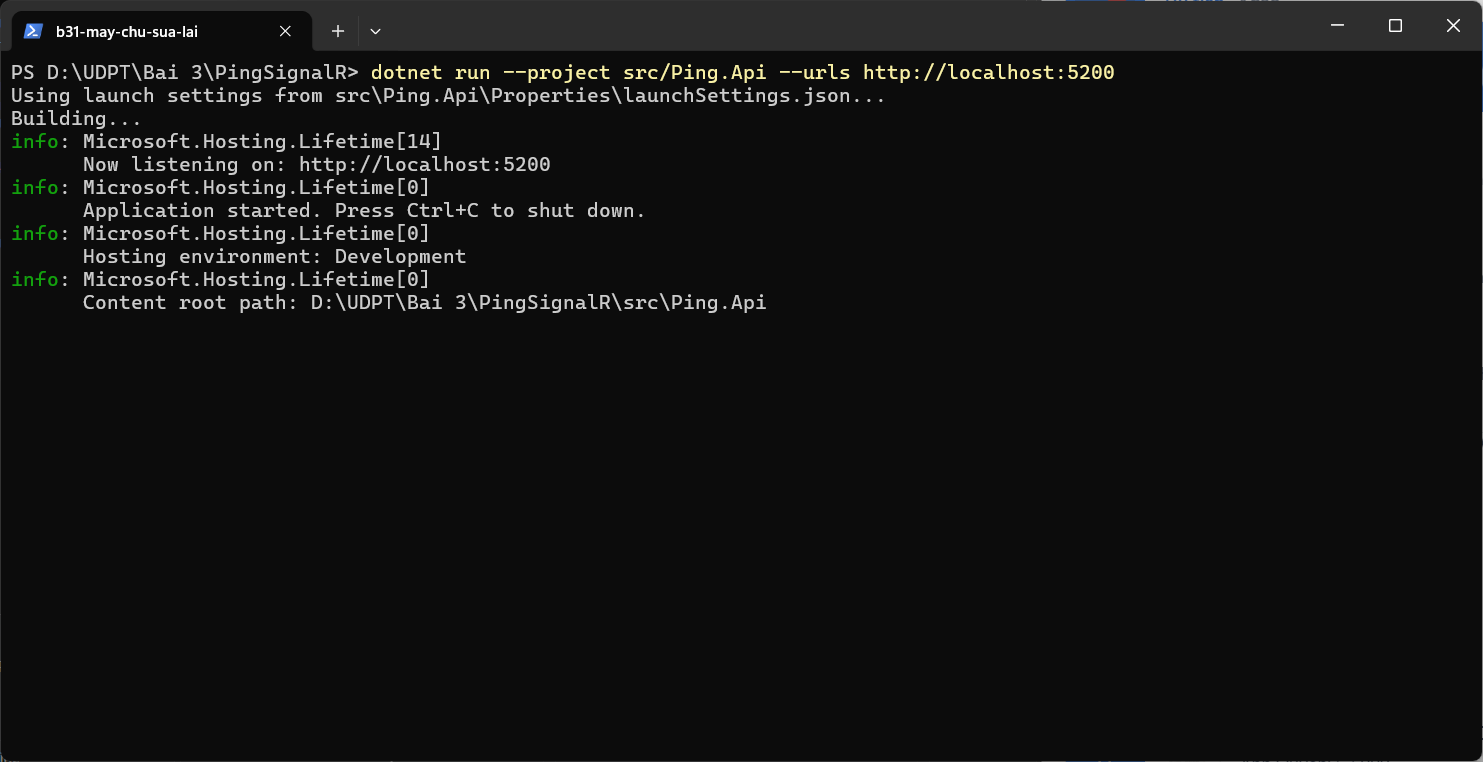 b31-may-chu-sua-lai
PS D:\UDPT\Bai 3\PingSignalR> dotnet run --project src/Ping.Api --urls http://localhost:5200
Using launch settings from src\Ping.Api\Properties\launchSettings.json...
Building...
info: Microsoft.Hosting.Lifetime[14]
      Now listening on: http://localhost:5200
info: Microsoft.Hosting.Lifetime[0]
      Application started. Press Ctrl+C to shut down.
info: Microsoft.Hosting.Lifetime[0]
      Hosting environment: Development
info: Microsoft.Hosting.Lifetime[0]
      Content root path: D:\UDPT\Bai 3\PingSignalR\src\Ping.Api